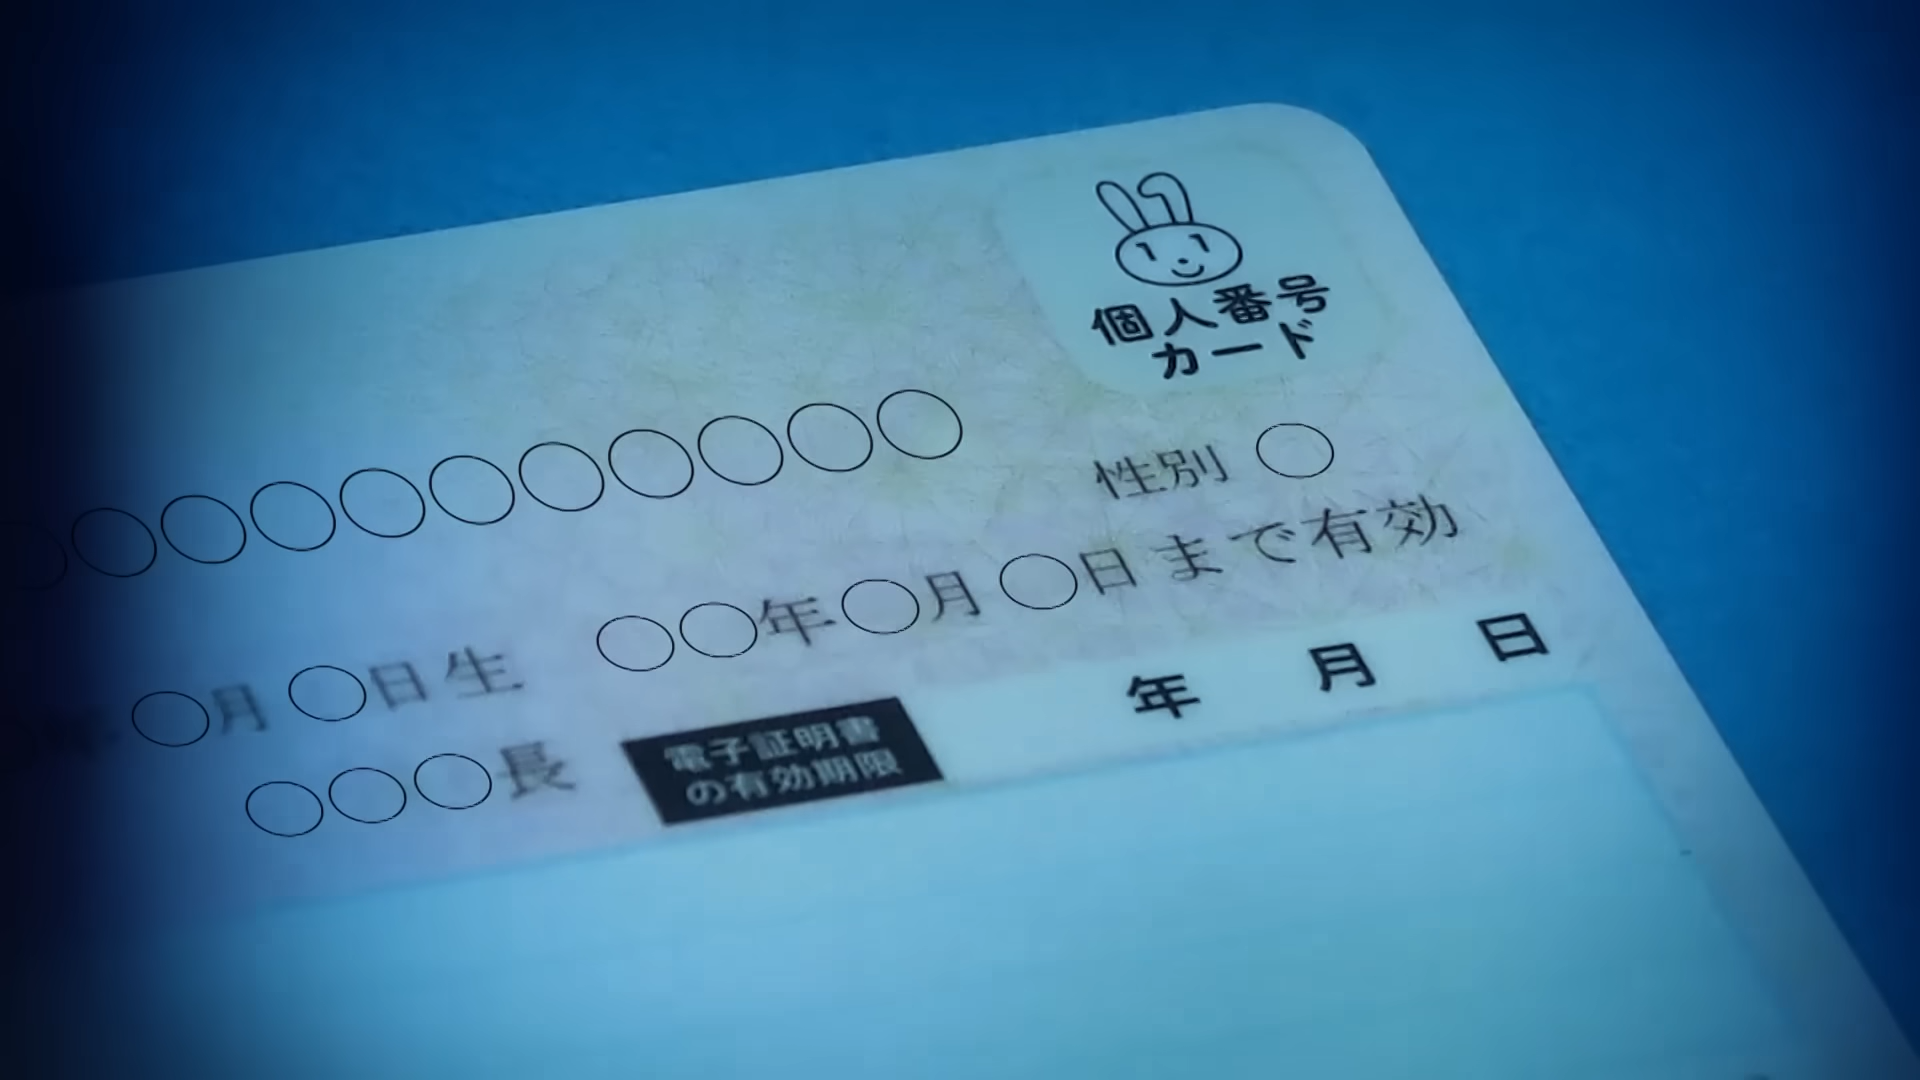 個人番号
カード
○○○○○○○○○○○ 性別 ○
○○年○月○日まで有効
年○月○日生
○○○長
電子証明書
の有効期限
年 月 日